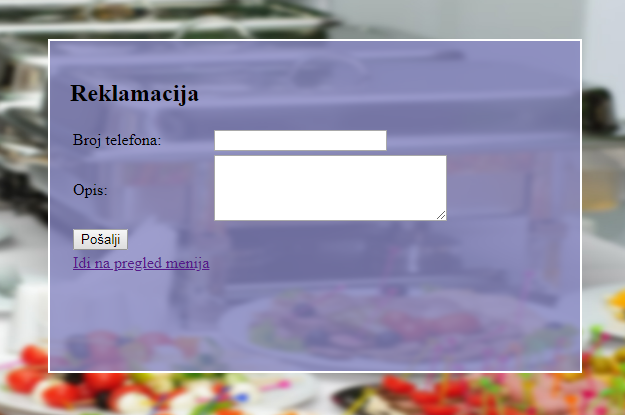 Reklamacija
Broj telefona:
Opis:
Pošalji
Idi na pregled menija